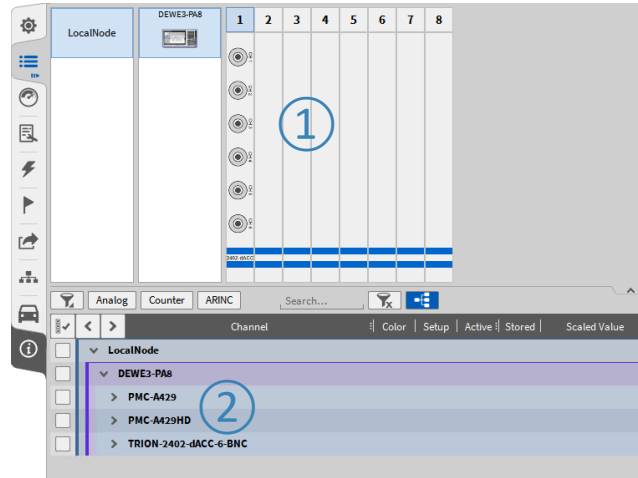 LocalNode
DEWE3-PA8
1 2 3 4 5 6 7 8
1
2402-dACC
Analog Counter ARINC Search...
Channel Color Setup Active Stored Scaled Value
LocalNode
DEWE3-PA8
PMC-A429
PMC-A429HD
TRION-2402-dACC-6-BNC
2